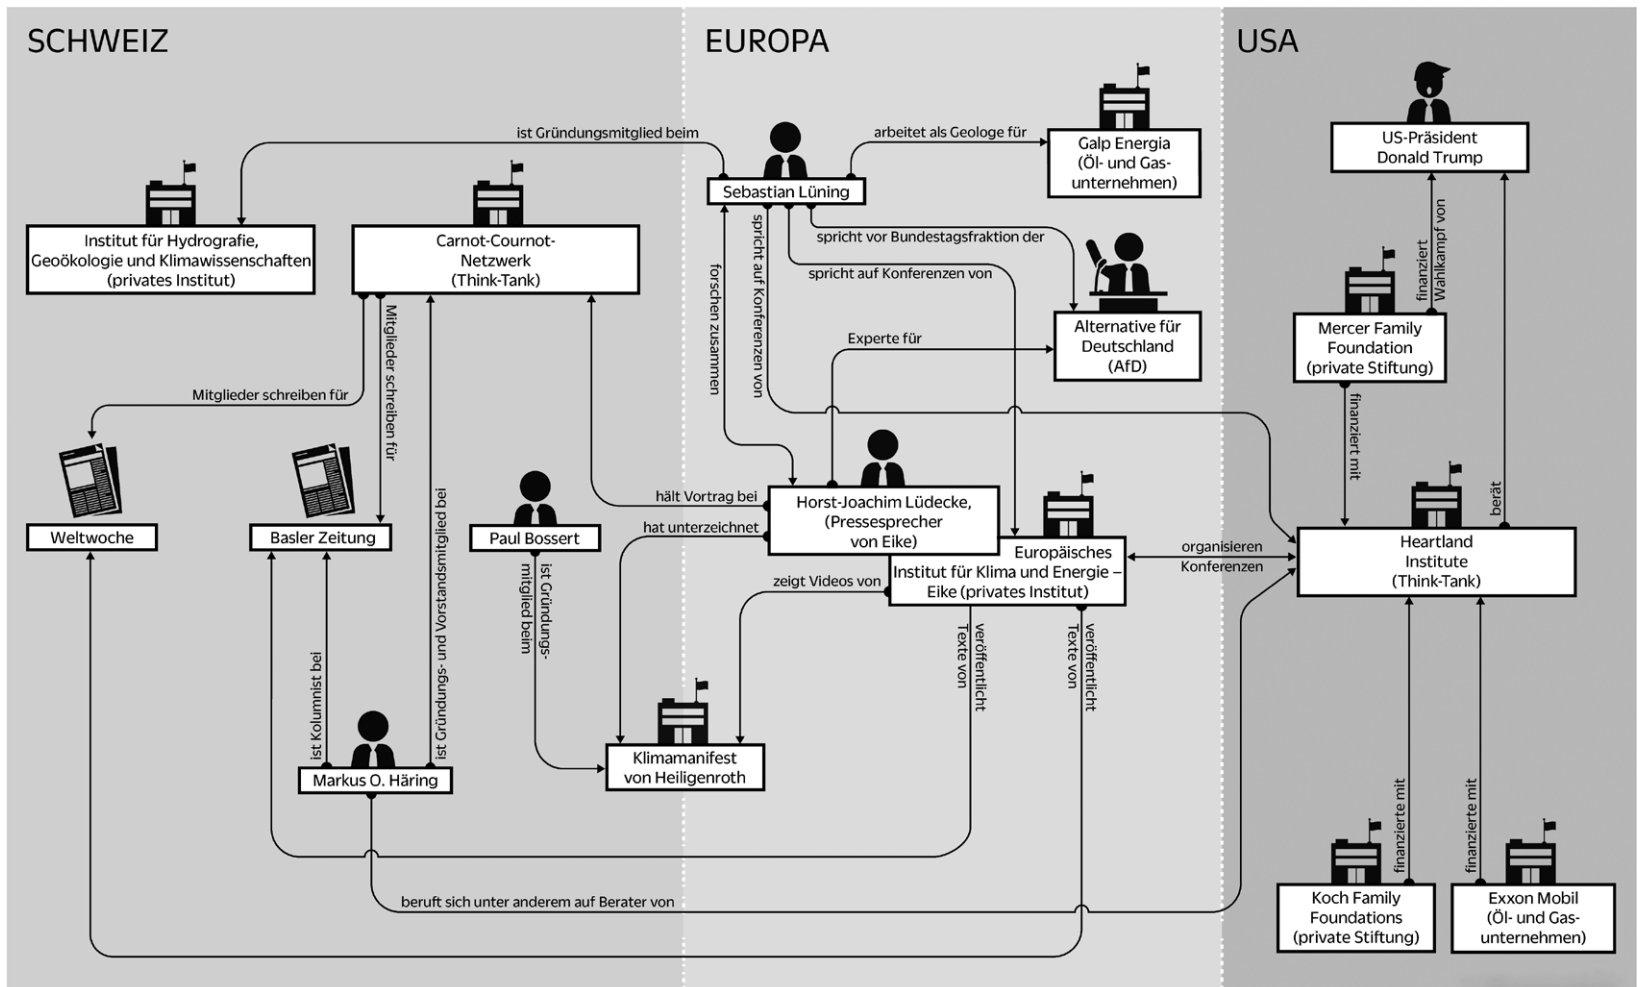 SCHWEIZ
EUROPA
USA
ist Gründungsmitglied beim
arbeitet als Geologe für
Galp Energia
(Öl- und Gas-
unternehmen)
US-Präsident
Donald Trump
Sebastian Lüning
Institut für Hydrografie,
Geoökologie und Klimawissenschaften
(privates Institut)
Carnot-Cournot-
Netzwerk
(Think-Tank)
spricht vor Bundestagsfraktion der
spricht auf Konferenzen von
spricht auf Konferenzen von
forschen zusammen
finanziert
Wahlkampf von
Alternative für
Deutschland
(AfD)
Mercer Family
Foundation
(private Stiftung)
Experte für
Mitglieder schreiben für
Mitglieder schreiben für
finanziert mit
berät
Weltwoche
Basler Zeitung
Paul Bossert
hält Vortrag bei
hat unterzeichnet
Horst-Joachim Lüdecke,
(Pressesprecher
von Eike)
Europäisches
Institut für Klima und Energie –
Eike (privates Institut)
organisieren
Konferenzen
Heartland
Institute
(Think-Tank)
zeigt Videos von
ist Gründungs-
mitglied beim
ist Gründungs- und Vorstandsmitglied bei
ist Kolumnist bei
veröffentlicht
Texte von
veröffentlicht
Texte von
Markus O. Häring
Klimamanifest
von Heiligenroth
finanzierte mit
finanzierte mit
beruft sich unter anderem auf Berater von
Koch Family
Foundations
(private Stiftung)
Exxon Mobil
(Öl- und Gas-
unternehmen)